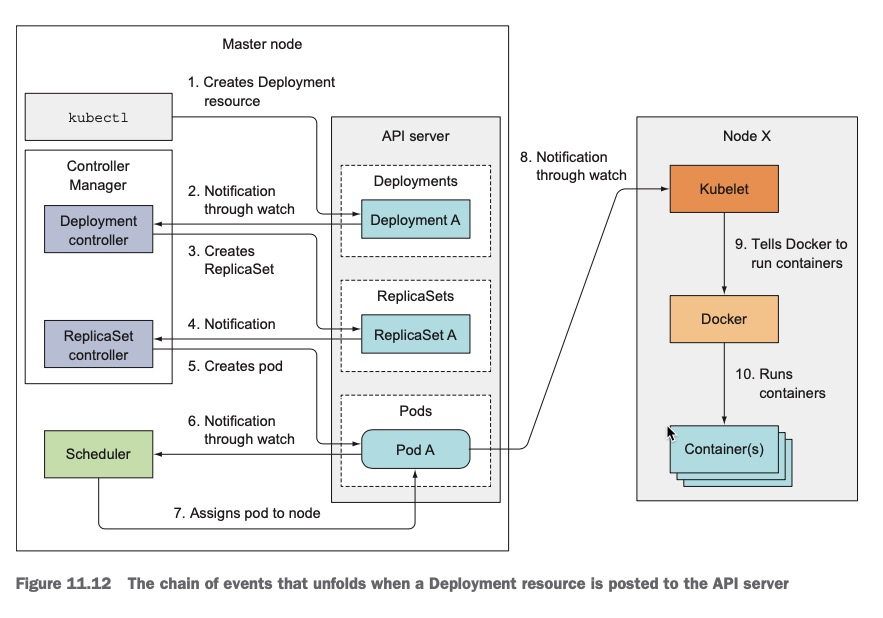 Master node
1. Creates Deployment
resource
kubectl
API server
Node X
Controller
Manager
8. Notification
through watch
Deployments
2. Notification
through watch
Kubelet
Deployment
controller
Deployment A
3. Creates
ReplicaSet
9. Tells Docker to
run containers
ReplicaSets
4. Notification
Docker
ReplicaSet
controller
ReplicaSet A
5. Creates pod
10. Runs
containers
Pods
6. Notification
through watch
Scheduler
Pod A
Container(s)
7. Assigns pod to node
Figure 11.12 The chain of events that unfolds when a Deployment resource is posted to the API server